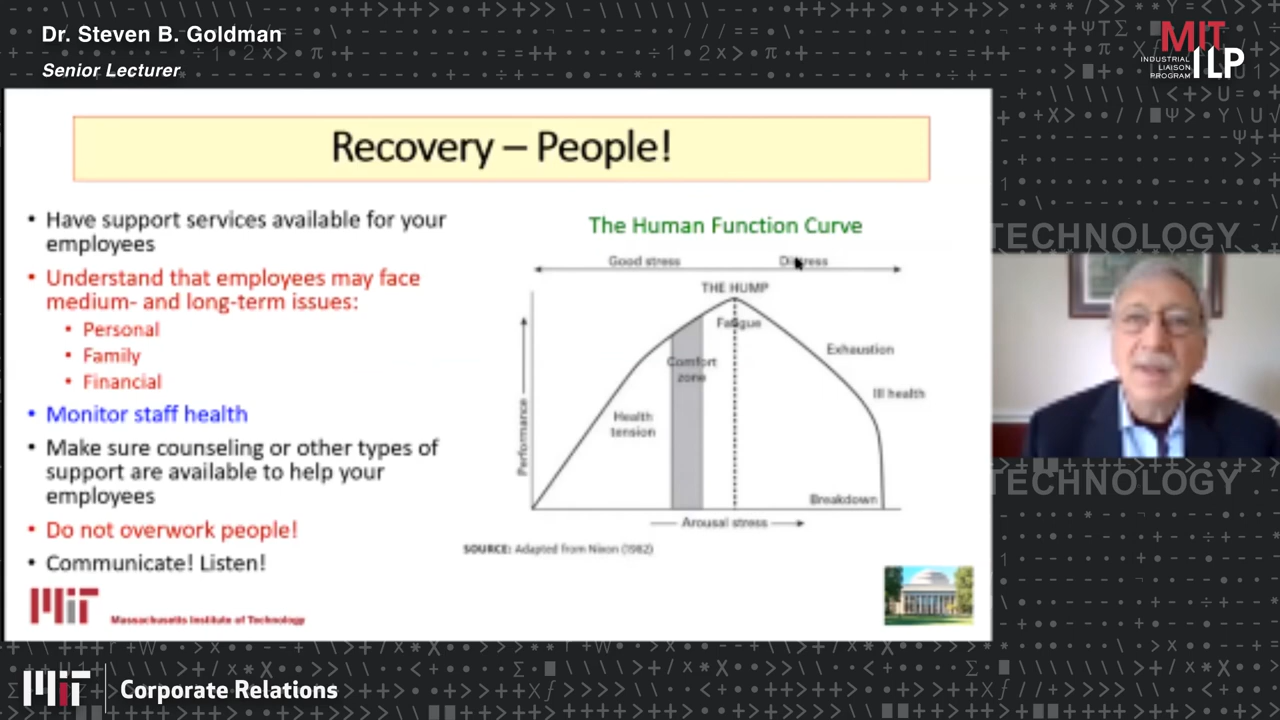 Dr. Steven B. Goldman
Senior Lecturer
MIT
ILP
INDUSTRIAL
LIAISON
PROGRAM
Recovery – People!
• Have support services available for your
employees
• Understand that employees may face
medium- and long-term issues:
• Personal
• Family
• Financial
• Monitor staff health
• Make sure counseling or other types of
support are available to help your
employees
• Do not overwork people!
• Communicate! Listen!
The Human Function Curve
Good stress
Distress
THE HUMP
Fatigue
Exhaustion
Comfort
zone
Ill health
Health
tension
Performance
Breakdown
Arousal stress
SOURCE: Adapted from Nixon (1982)
MIT
Massachusetts Institute of Technology
TECHNOLOGY
TECHNOLOGY
MIT
Corporate Relations